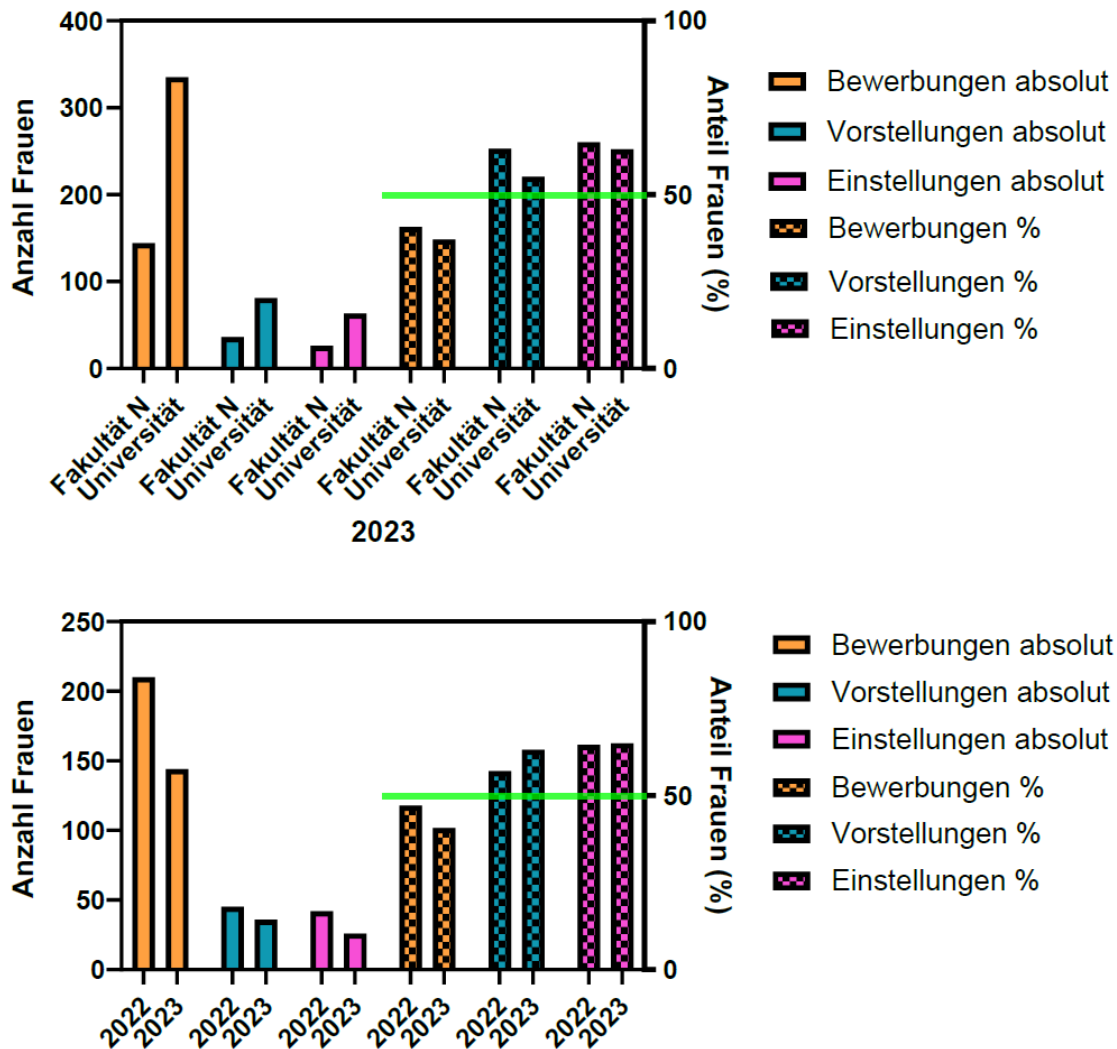 400
300
200
100
0
Anzahl Frauen
100
50
0
Anteil Frauen (%)
Fakultät N
Universität
Fakultät N
Universität
Fakultät N
Universität
Fakultät N
Universität
Fakultät N
Universität
Fakultät N
Universität
2023
Bewerbungen absolut
Vorstellungen absolut
Einstellungen absolut
Bewerbungen %
Vorstellungen %
Einstellungen %
250
200
150
100
50
0
Anzahl Frauen
100
50
0
Anteil Frauen (%)
2022
2023
2022
2023
2022
2023
2022
2023
2022
2023
2022
2023
Bewerbungen absolut
Vorstellungen absolut
Einstellungen absolut
Bewerbungen %
Vorstellungen %
Einstellungen %